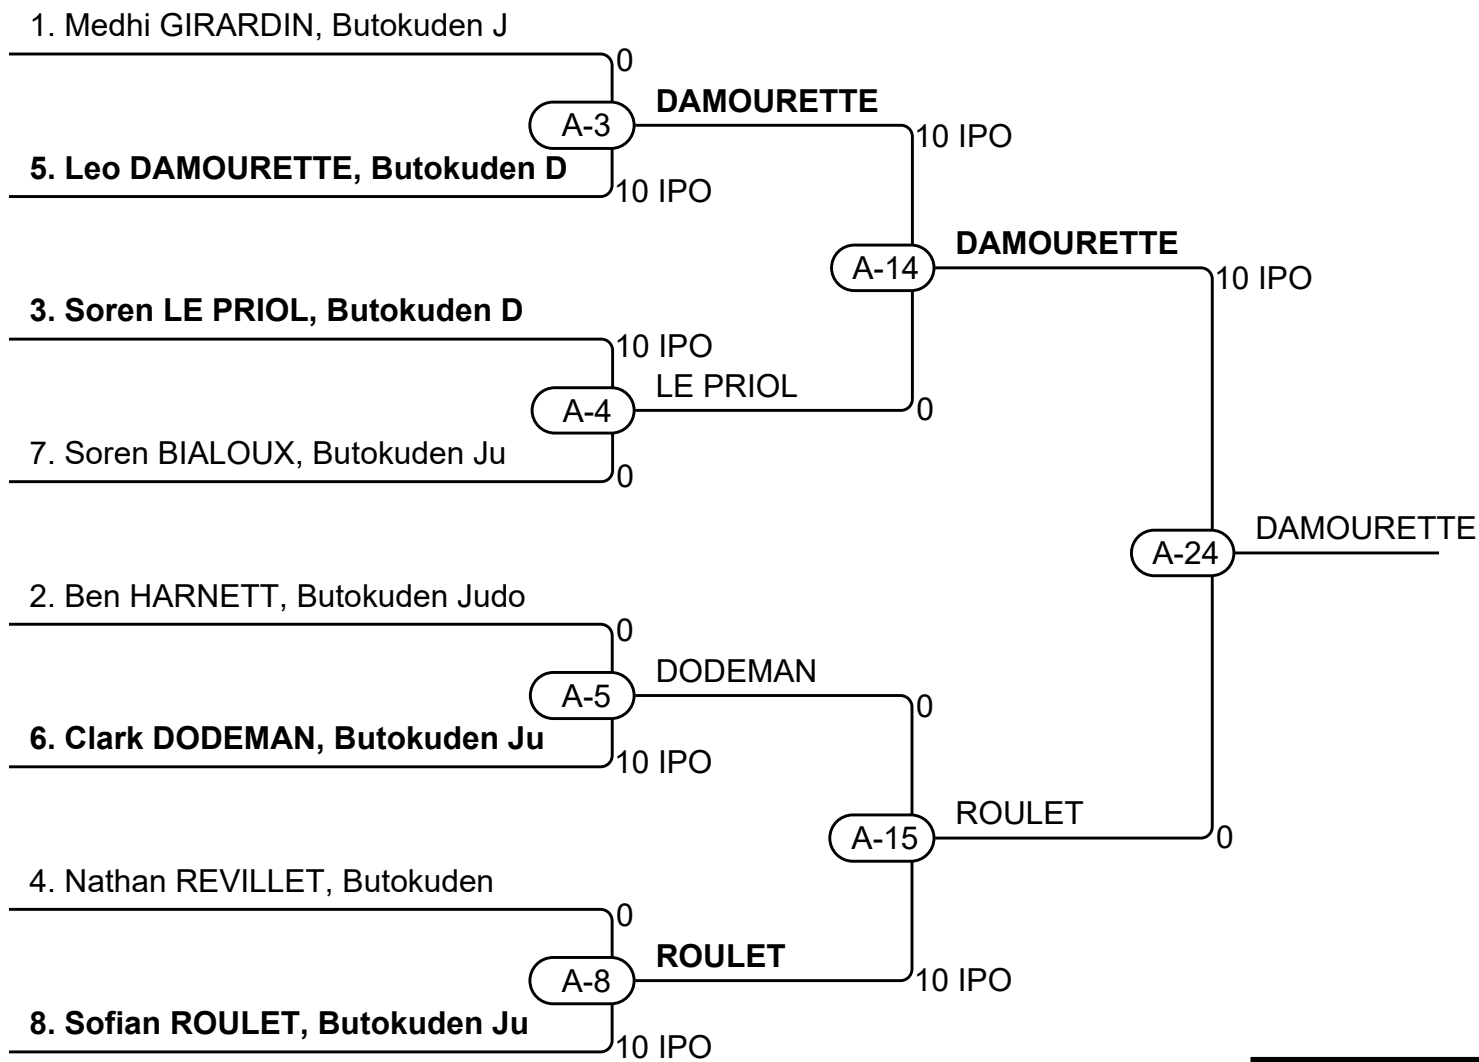 1. Medhi GIRARDIN, Butokuden J
0
A-3
DAMOURETTE
5. Leo DAMOURETTE, Butokuden D
10 IPO
10 IPO
A-14
DAMOURETTE
10 IPO
3. Soren LE PRIOL, Butokuden D
10 IPO
A-4
LE PRIOL
0
7. Soren BIALOUX, Butokuden Ju
0
A-24
DAMOURETTE
2. Ben HARNETT, Butokuden Judo
0
A-5
DODEMAN
0
6. Clark DODEMAN, Butokuden Ju
10 IPO
A-15
ROULET
0
4. Nathan REVILLET, Butokuden
0
A-8
ROULET
10 IPO
8. Sofian ROULET, Butokuden Ju
10 IPO